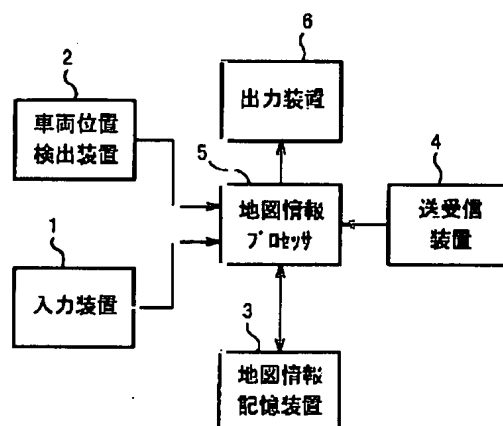 6
出力装置
2
車両位置
検出装置
5
地図情報
プロセッサ
4
送受信
装置
1
入力装置
3
地図情報
記憶装置